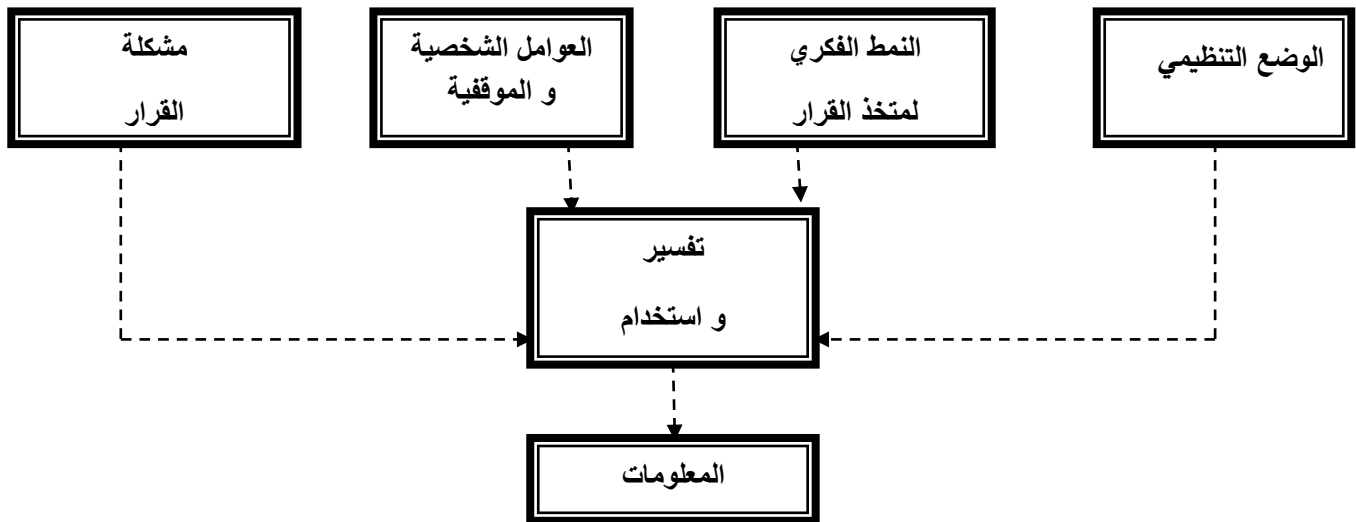 الوضع التنظيمي
النمط الفكري
لمتخذ القرار
العوامل الشخصية
و الموقفية
مشكلة
القرار
تفسير
و استخدام
المعلومات